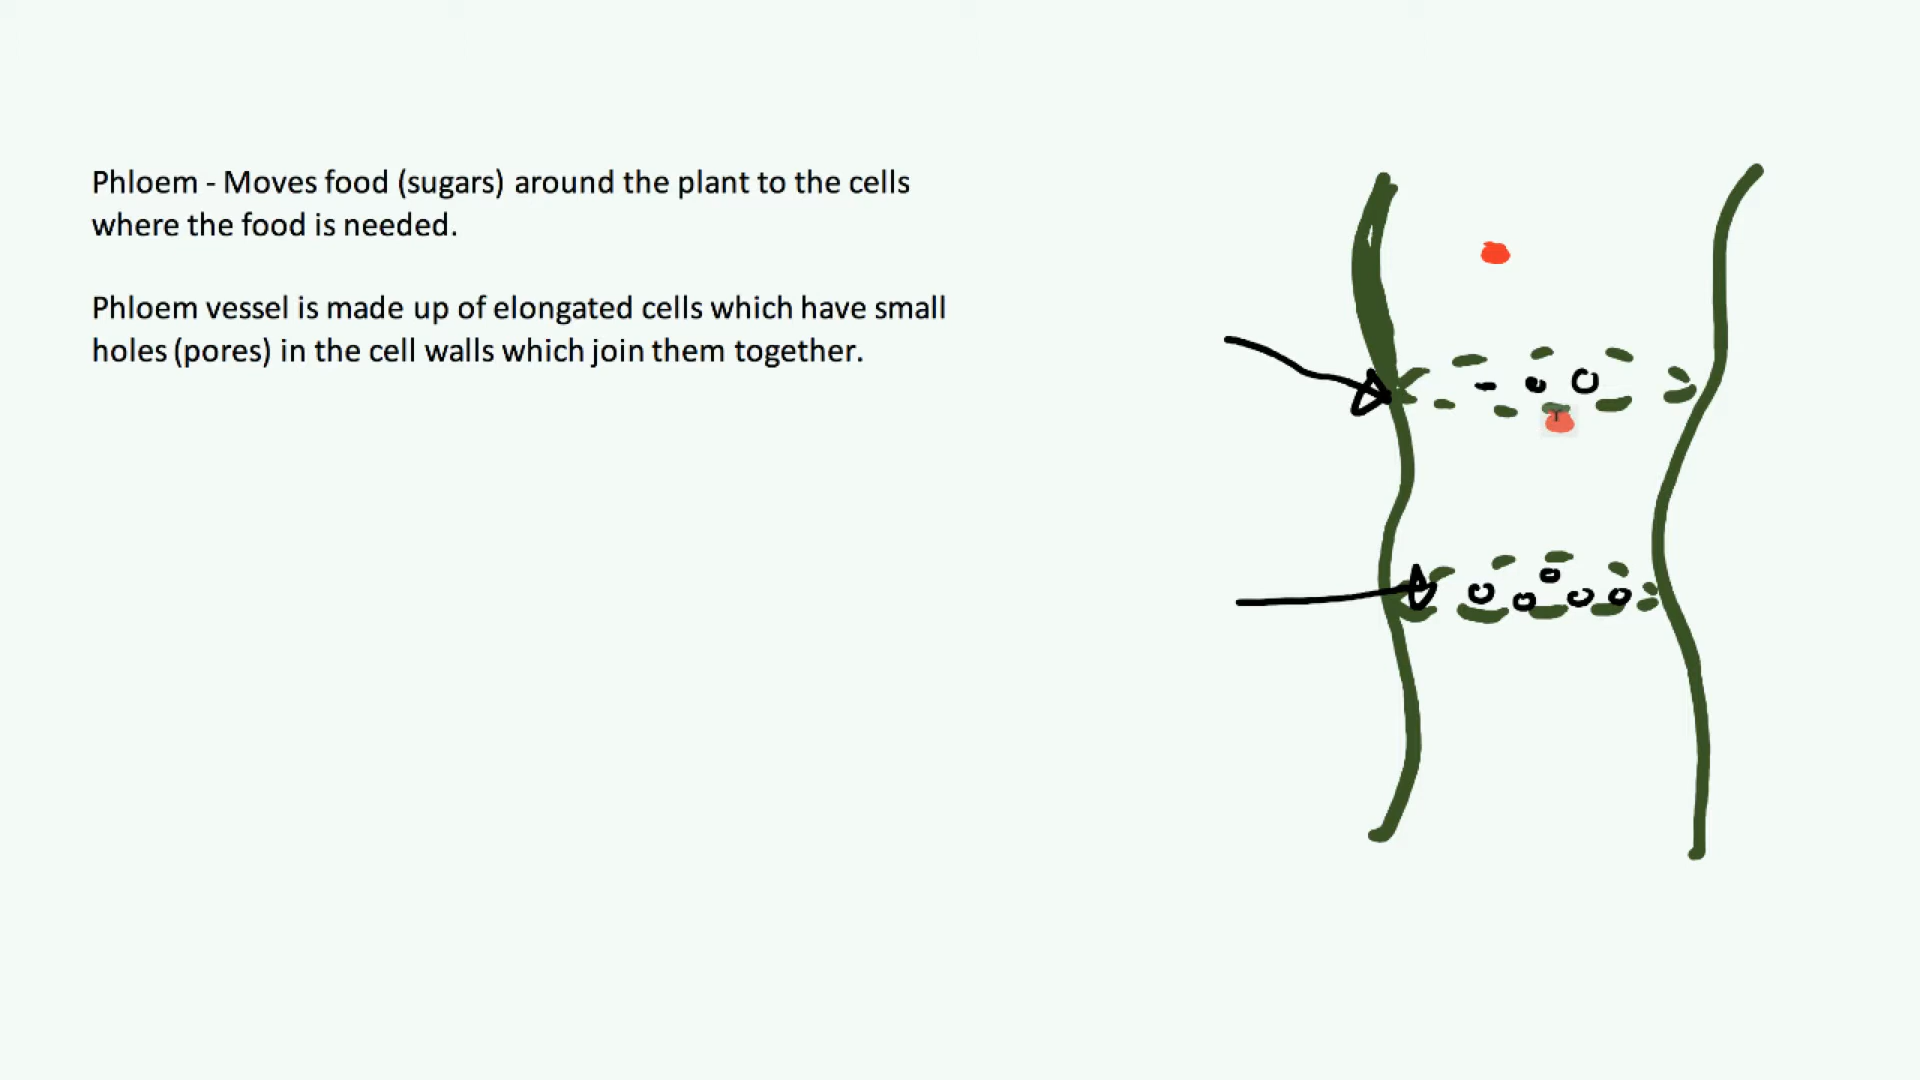 Phloem - Moves food (sugars) around the plant to the cells
where the food is needed.
Phloem vessel is made up of elongated cells which have small
holes (pores) in the cell walls which join them together.